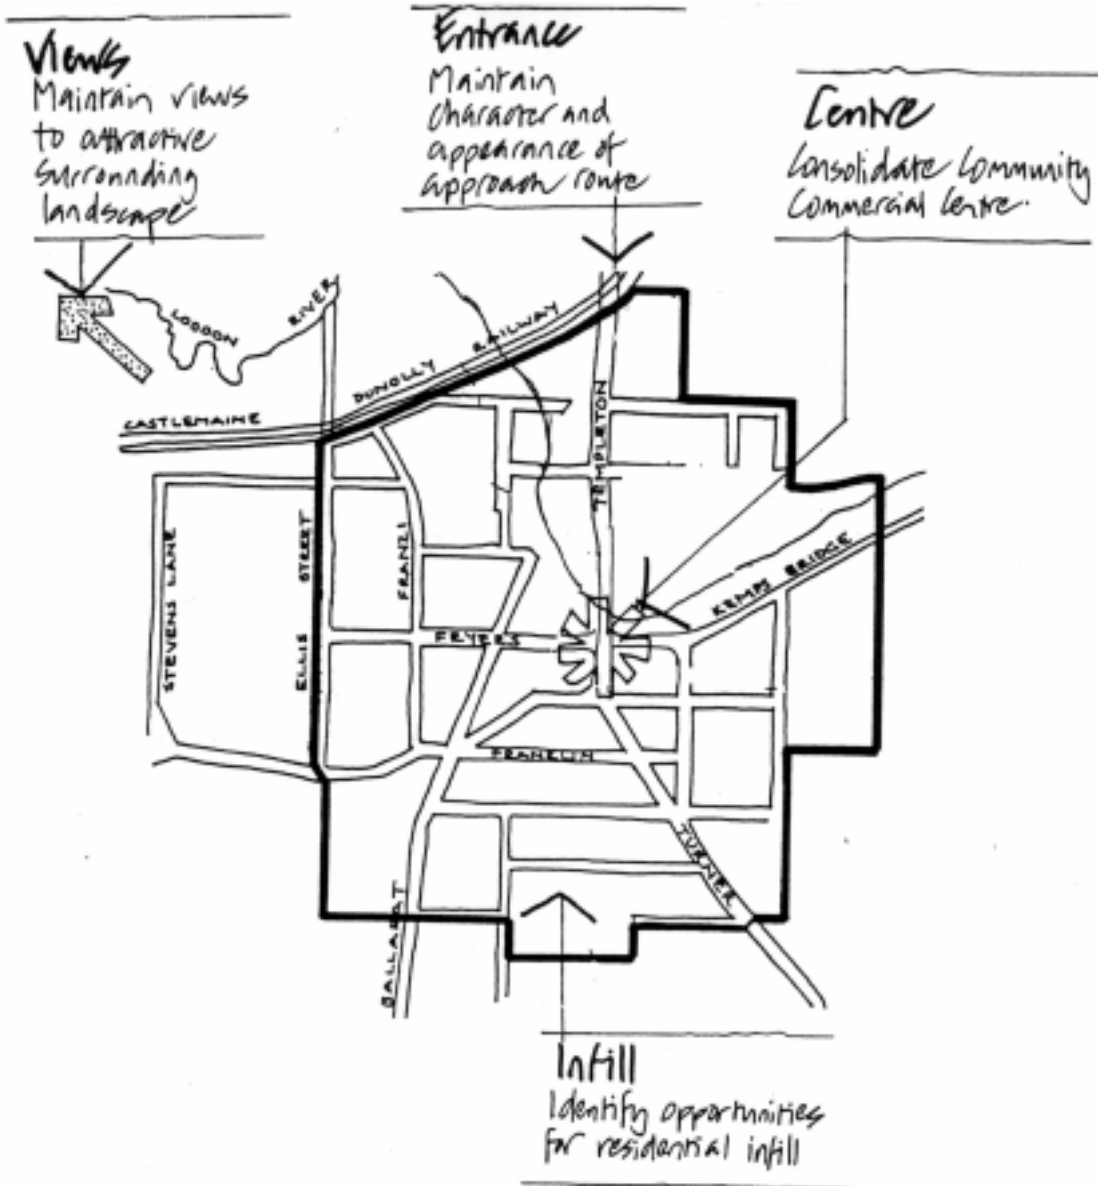 Views
Maintain views
to attractive
surrounding
landscape
Entrance
Maintain
character and
appearance of
approach route
Centre
Consolidate Community
Commercial Centre.
LODDON
RIVER
DUNOLLY
RAILWAY
CASTLEMAINE
TEMPLETON
STEVENS LANE
ELLIS
STREET
FRANZI
FRYERS
KEMPS BRIDGE
FRANKLIN
TURNER
BALLARAT
Infill
Identify opportunities
for residential infill